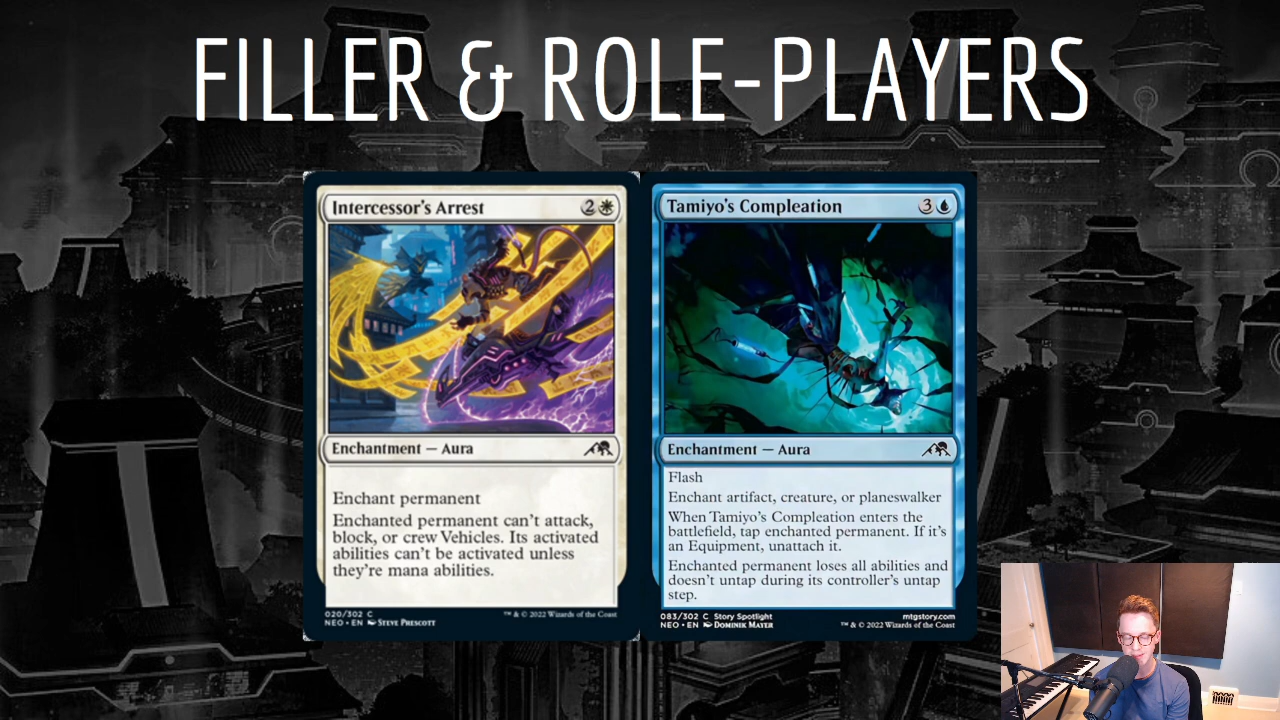 FILLER & ROLE-PLAYERS
Intercessor's Arrest 2
Enchantment — Aura
Enchant permanent
Enchanted permanent can't attack,
block, or crew Vehicles. Its activated
abilities can't be activated unless
they're mana abilities.
020/302 C
NEO • EN STEVE PRESCOTT
™ & © 2022 Wizards of the Coast
Tamiyo's Compleation 3
Enchantment — Aura
Flash
Enchant artifact, creature, or planeswalker
When Tamiyo's Compleation enters the
battlefield, tap enchanted permanent. If it's
an Equipment, unattach it.
Enchanted permanent loses all abilities and
doesn't untap during its controller's untap
step.
083/302 C Story Spotlight
mtgstory.com
NEO • EN DOMINIK MAYER
™ & © 2022 Wizards of the Coast